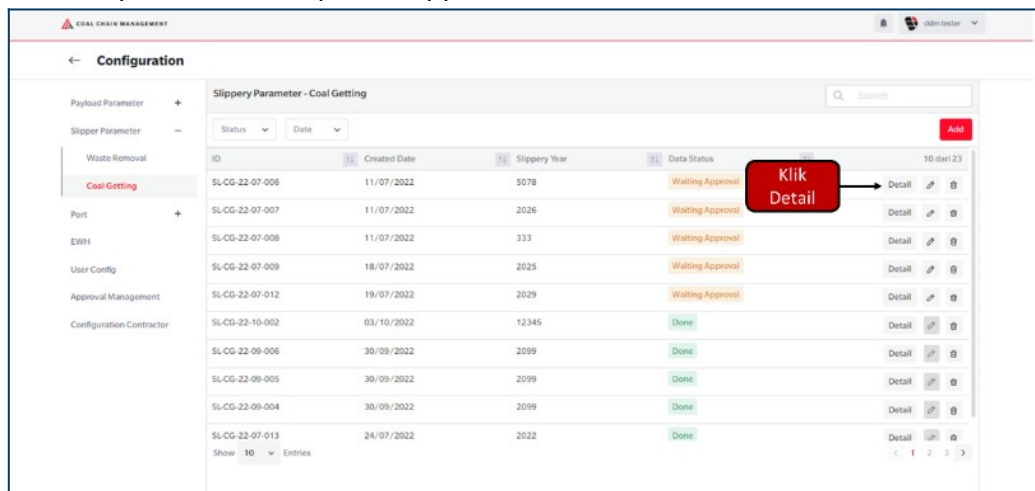 COAL CHAIN MANAGEMENT
ddm tester
← Configuration
Payload Parameter +
Slipper Parameter −
Waste Removal
Coal Getting
Port +
EWH
User Config
Approval Management
Configuration Contractor
Slippery Parameter - Coal Getting
Search
Status Date
Add
ID Created Date Slippery Year Data Status 10 dari 23
Klik
Detail
SL-CG-22-07-006 11/07/2022 5078 Waiting Approval Detail
SL-CG-22-07-007 11/07/2022 2026 Waiting Approval Detail
SL-CG-22-07-008 11/07/2022 333 Waiting Approval Detail
SL-CG-22-07-009 18/07/2022 2025 Waiting Approval Detail
SL-CG-22-07-012 19/07/2022 2029 Waiting Approval Detail
SL-CG-22-10-002 03/10/2022 12345 Done Detail
SL-CG-22-09-006 30/09/2022 2099 Done Detail
SL-CG-22-09-005 30/09/2022 2099 Done Detail
SL-CG-22-09-004 30/09/2022 2099 Done Detail
SL-CG-22-07-013 24/07/2022 2022 Done Detail
Show 10 Entries < 1 2 3 >